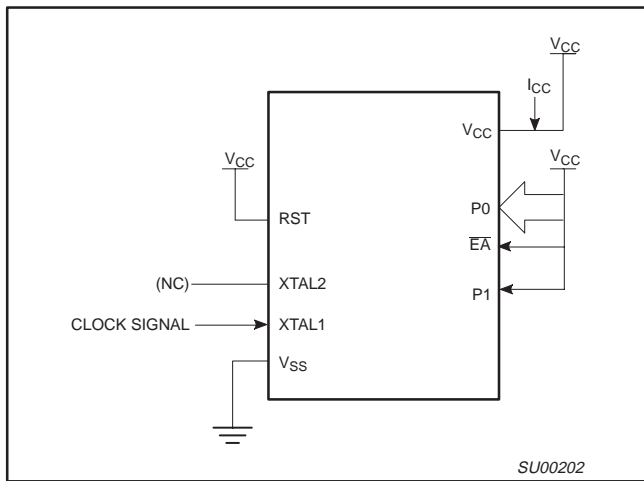 VCC
ICC
VCC
VCC
VCC
P0
RST
EA
(NC)
XTAL2
P1
CLOCK SIGNAL
XTAL1
VSS
SU00202